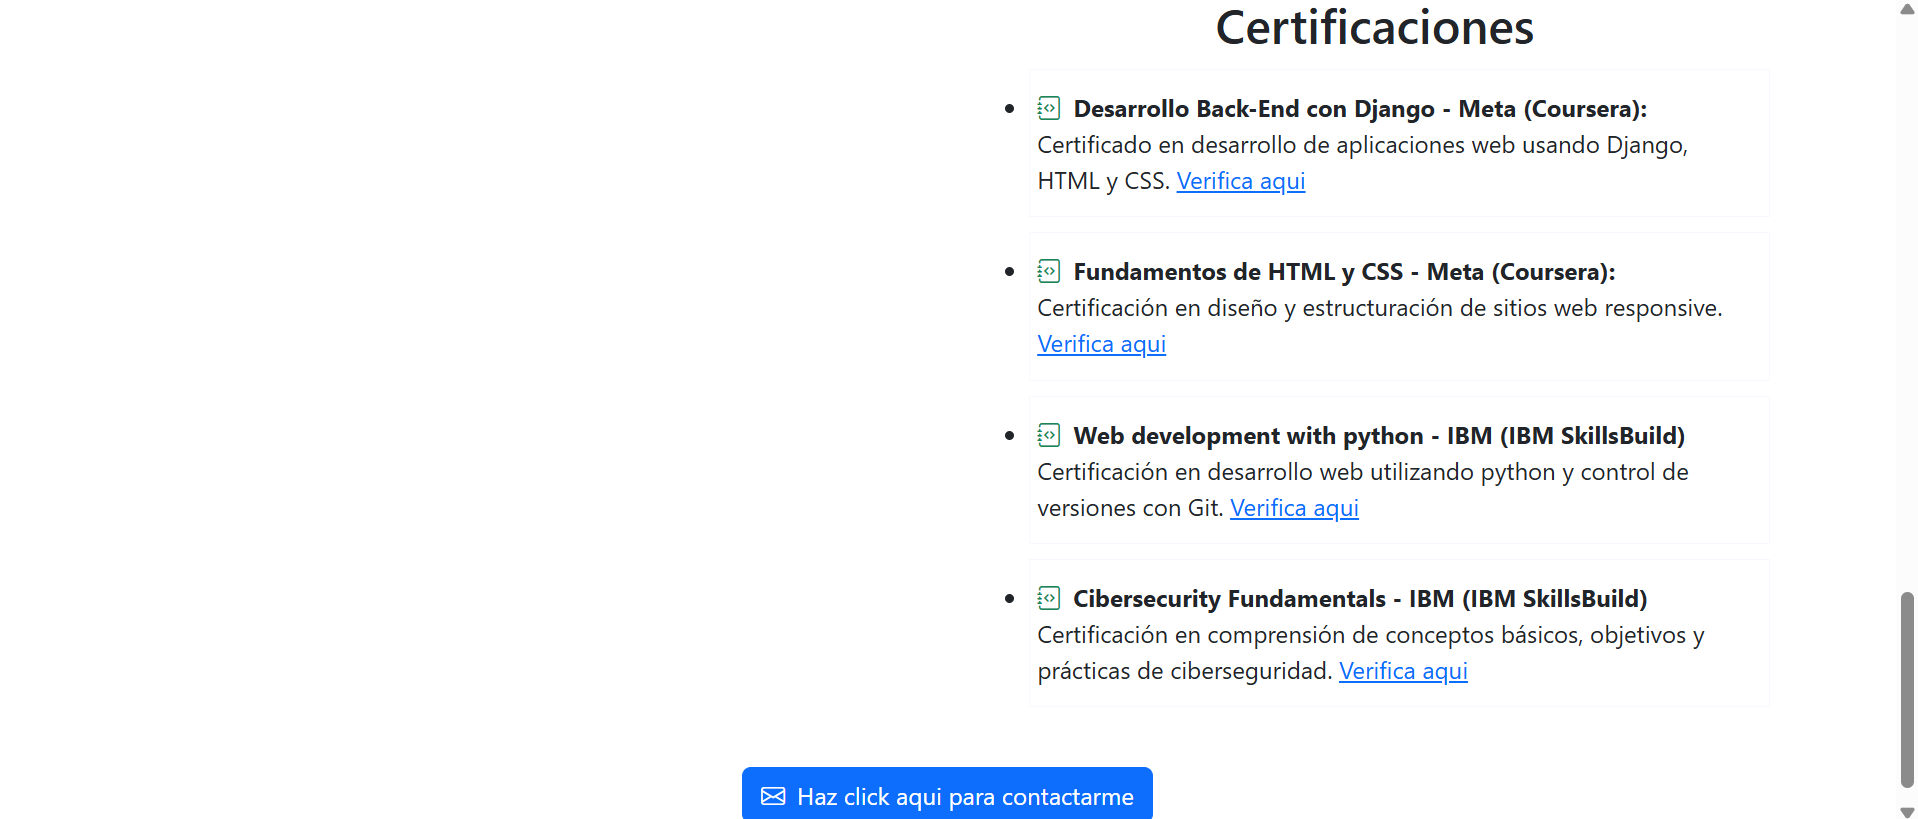 Certificaciones
Desarrollo Back-End con Django - Meta (Coursera):
Certificado en desarrollo de aplicaciones web usando Django,
HTML y CSS. Verifica aqui
Fundamentos de HTML y CSS - Meta (Coursera):
Certificación en diseño y estructuración de sitios web responsive.
Verifica aqui
Web development with python - IBM (IBM SkillsBuild)
Certificación en desarrollo web utilizando python y control de
versiones con Git. Verifica aqui
Cibersecurity Fundamentals - IBM (IBM SkillsBuild)
Certificación en comprensión de conceptos básicos, objetivos y
prácticas de ciberseguridad. Verifica aqui
Haz click aqui para contactarme